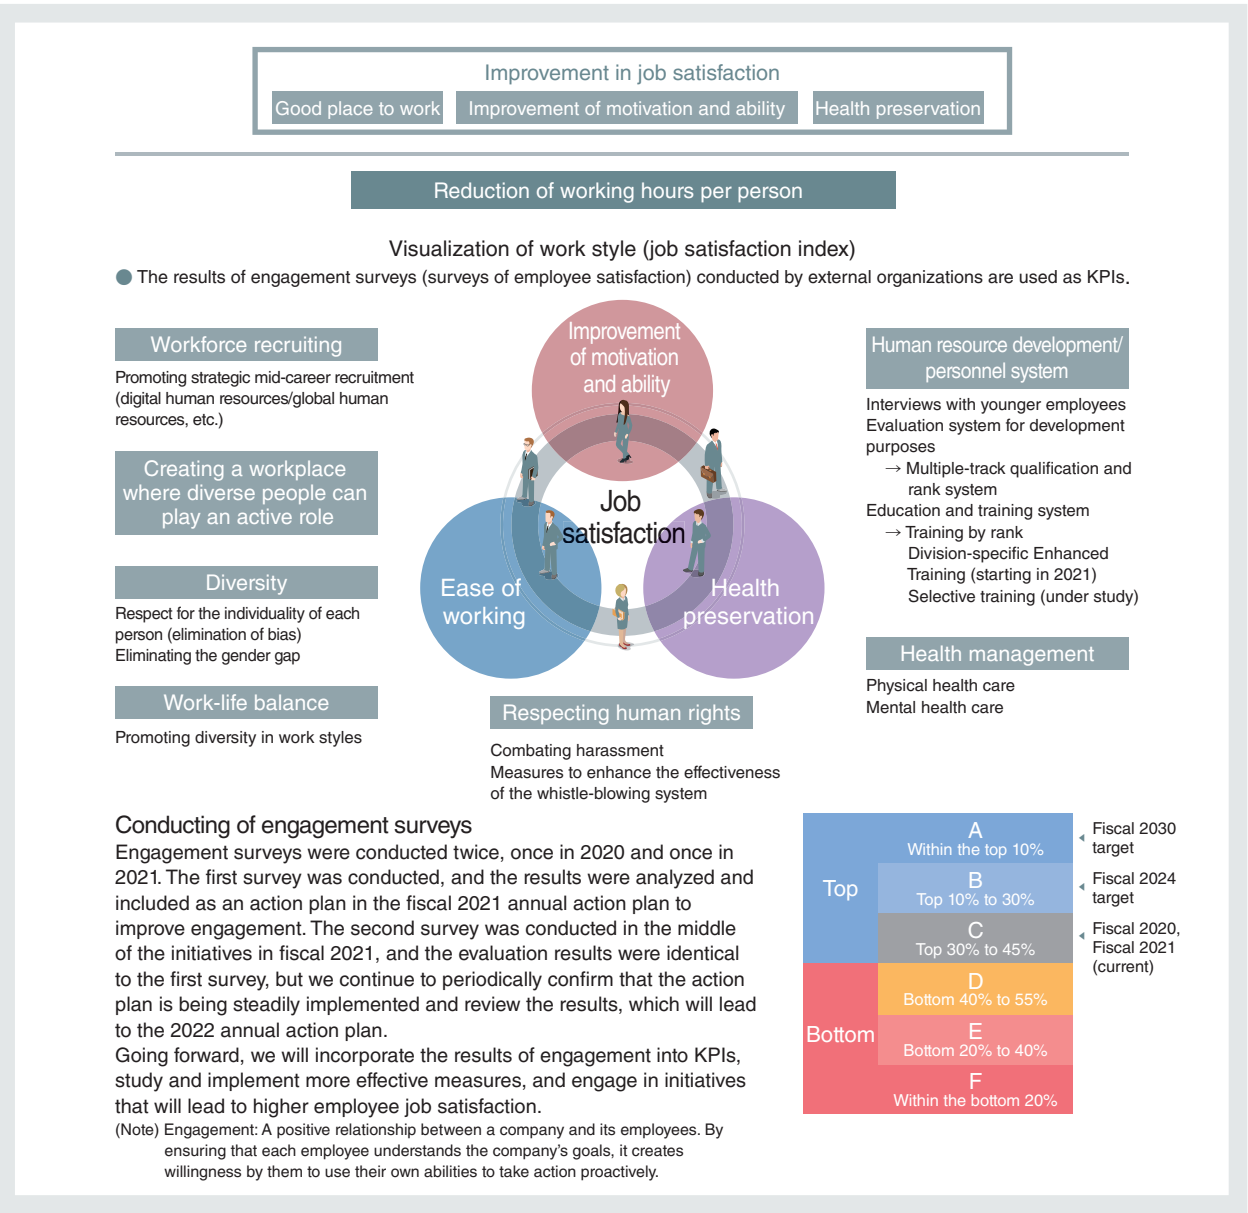 Improvement in job satisfaction
Good place to work
Improvement of motivation and ability
Health preservation
Reduction of working hours per person
Visualization of work style (job satisfaction index)
The results of engagement surveys (surveys of employee satisfaction) conducted by external organizations are used as KPIs.
Workforce recruiting
Promoting strategic mid-career recruitment
(digital human resources/global human
resources, etc.)
Creating a workplace
where diverse people can
play an active role
Diversity
Respect for the individuality of each
person (elimination of bias)
Eliminating the gender gap
Work-life balance
Promoting diversity in work styles
Improvement
of motivation
and ability
Job
satisfaction
Ease of
working
Health
preservation
Respecting human rights
Combating harassment
Measures to enhance the effectiveness
of the whistle-blowing system
Human resource development/
personnel system
Interviews with younger employees
Evaluation system for development
purposes
→ Multiple-track qualification and
rank system
Education and training system
→ Training by rank
Division-specific Enhanced
Training (starting in 2021)
Selective training (under study)
Health management
Physical health care
Mental health care
Conducting of engagement surveys
Engagement surveys were conducted twice, once in 2020 and once in
2021. The first survey was conducted, and the results were analyzed and
included as an action plan in the fiscal 2021 annual action plan to
improve engagement. The second survey was conducted in the middle
of the initiatives in fiscal 2021, and the evaluation results were identical
to the first survey, but we continue to periodically confirm that the action
plan is being steadily implemented and review the results, which will lead
to the 2022 annual action plan.
Going forward, we will incorporate the results of engagement into KPIs,
study and implement more effective measures, and engage in initiatives
that will lead to higher employee job satisfaction.
(Note) Engagement: A positive relationship between a company and its employees. By
ensuring that each employee understands the company's goals, it creates
willingness by them to use their own abilities to take action proactively.
Top
A
Within the top 10%
Fiscal 2030
target
B
Top 10% to 30%
Fiscal 2024
target
C
Top 30% to 45%
Fiscal 2020,
Fiscal 2021
(current)
Bottom
D
Bottom 40% to 55%
E
Bottom 20% to 40%
F
Within the bottom 20%